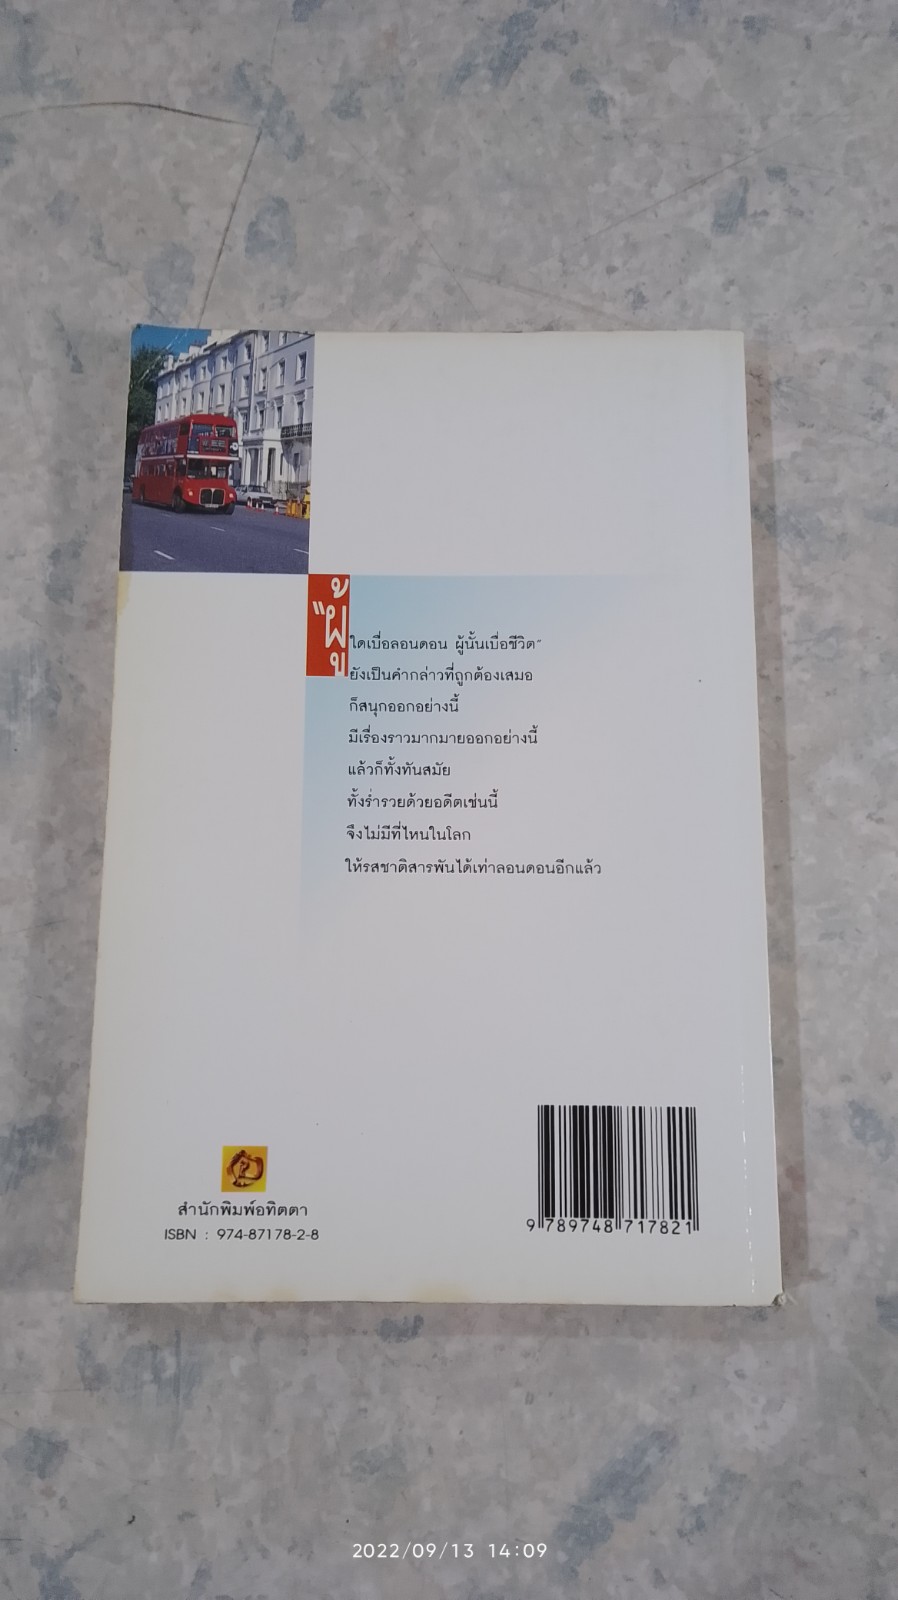 “ผู้ใดเบื่อลอนดอน ผู้นั้นเบื่อชีวิต”
ยังเป็นคำกล่าวที่ถูกต้องเสมอ
ก็สนุกออกอย่างนี้
มีเรื่องราวมากมายออกอย่างนี้
แล้วก็ทั้งทันสมัย
ทั้งร่ำรวยด้วยอดีตเช่นนี้
จึงไม่มีที่ไหนในโลก
ให้รสชาติสารพันได้เท่าลอนดอนอีกแล้ว
สำนักพิมพ์อทิตตา
ISBN : 974-87178-2-8
9 789748 717821
2022/09/13 14:09